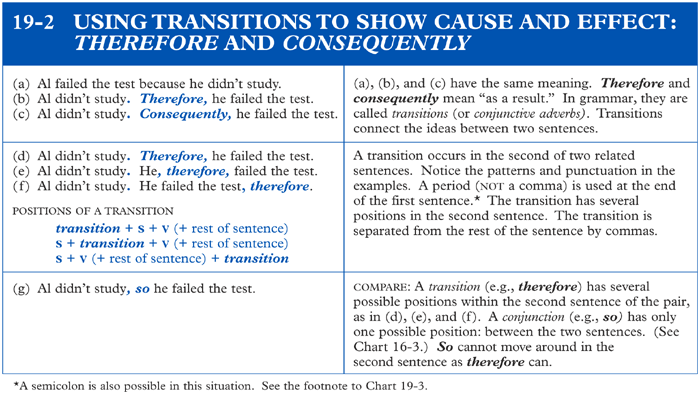 19-2 USING TRANSITIONS TO SHOW CAUSE AND EFFECT:
THEREFORE AND CONSEQUENTLY
(a) Al failed the test because he didn't study.
(b) Al didn't study. Therefore, he failed the test.
(c) Al didn't study. Consequently, he failed the test.
(a), (b), and (c) have the same meaning. Therefore and
consequently mean "as a result." In grammar, they are
called transitions (or conjunctive adverbs). Transitions
connect the ideas between two sentences.
(d) Al didn't study. Therefore, he failed the test.
(e) Al didn't study. He, therefore, failed the test.
(f) Al didn't study. He failed the test, therefore.
POSITIONS OF A TRANSITION
transition + S + V (+ rest of sentence)
S + transition + V (+ rest of sentence)
S + V (+ rest of sentence) + transition
A transition occurs in the second of two related
sentences. Notice the patterns and punctuation in the
examples. A period (NOT a comma) is used at the end
of the first sentence.* The transition has several
positions in the second sentence. The transition is
separated from the rest of the sentence by commas.
(g) Al didn't study, so he failed the test.
COMPARE: A transition (e.g., therefore) has several
possible positions within the second sentence of the pair,
as in (d), (e), and (f). A conjunction (e.g., so) has only
one possible position: between the two sentences. (See
Chart 16-3.) So cannot move around in the
second sentence as therefore can.
*A semicolon is also possible in this situation. See the footnote to Chart 19-3.